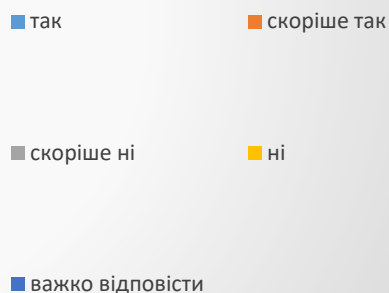 так скоріше так
скоріше ні ні
важко відповісти